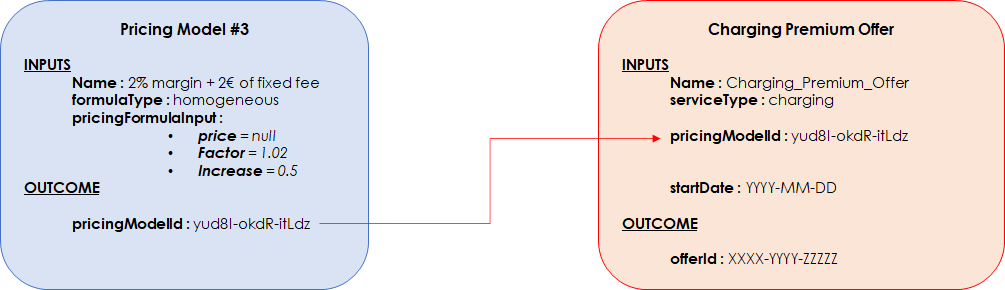 Pricing Model #3
INPUTS
Name : 2% margin + 2€ of fixed fee
formulaType : homogeneous
pricingFormulaInput :
• price = null
• Factor = 1.02
• Increase = 0.5
OUTCOME
pricingModelId : yud8I-okdR-itLdz
Charging Premium Offer
INPUTS
Name : Charging_Premium_Offer
serviceType : charging
pricingModelId : yud8I-okdR-itLdz
startDate : YYYY-MM-DD
OUTCOME
offerId : XXXX-YYYY-ZZZZZ